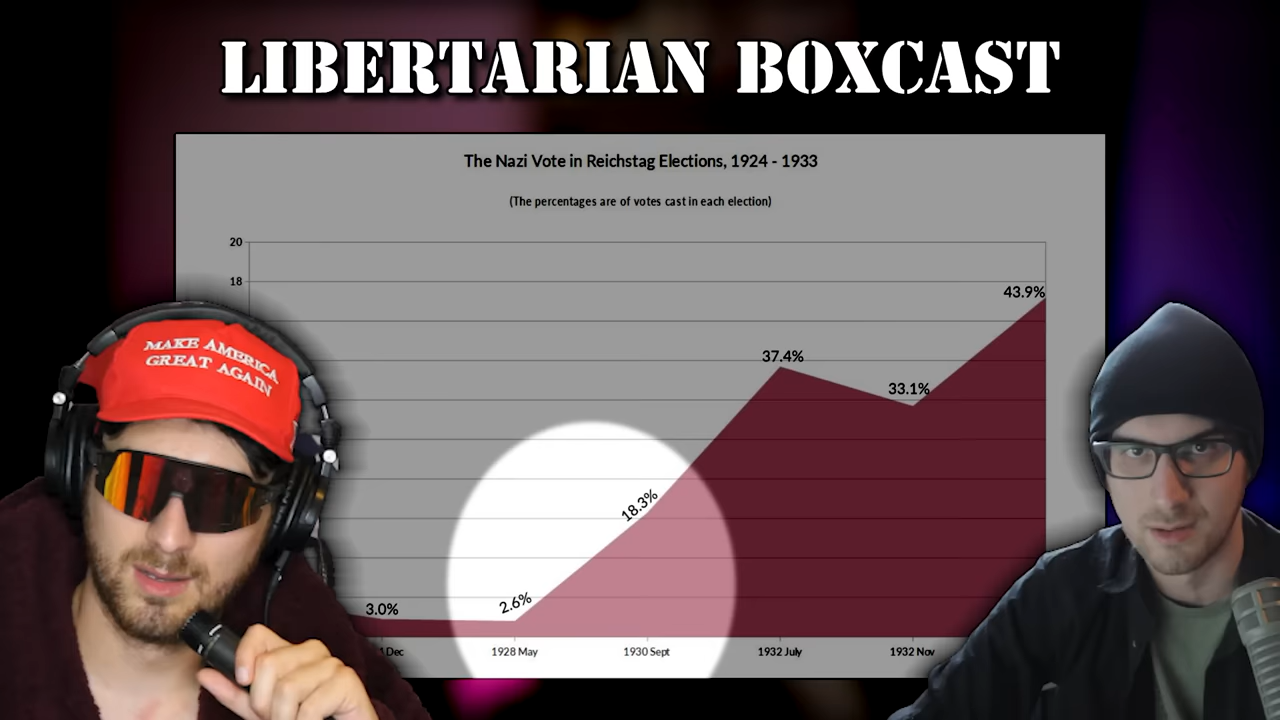 LIBERTARIAN BOXCAST
The Nazi Vote in Reichstag Elections, 1924 - 1933
(The percentages are of votes cast in each election)
20
18
43.9%
37.4%
33.1%
18.3%
2.6%
3.0%
MAKE AMERICA
GREAT AGAIN
Dec
1928 May
1930 Sept
1932 July
1932 Nov